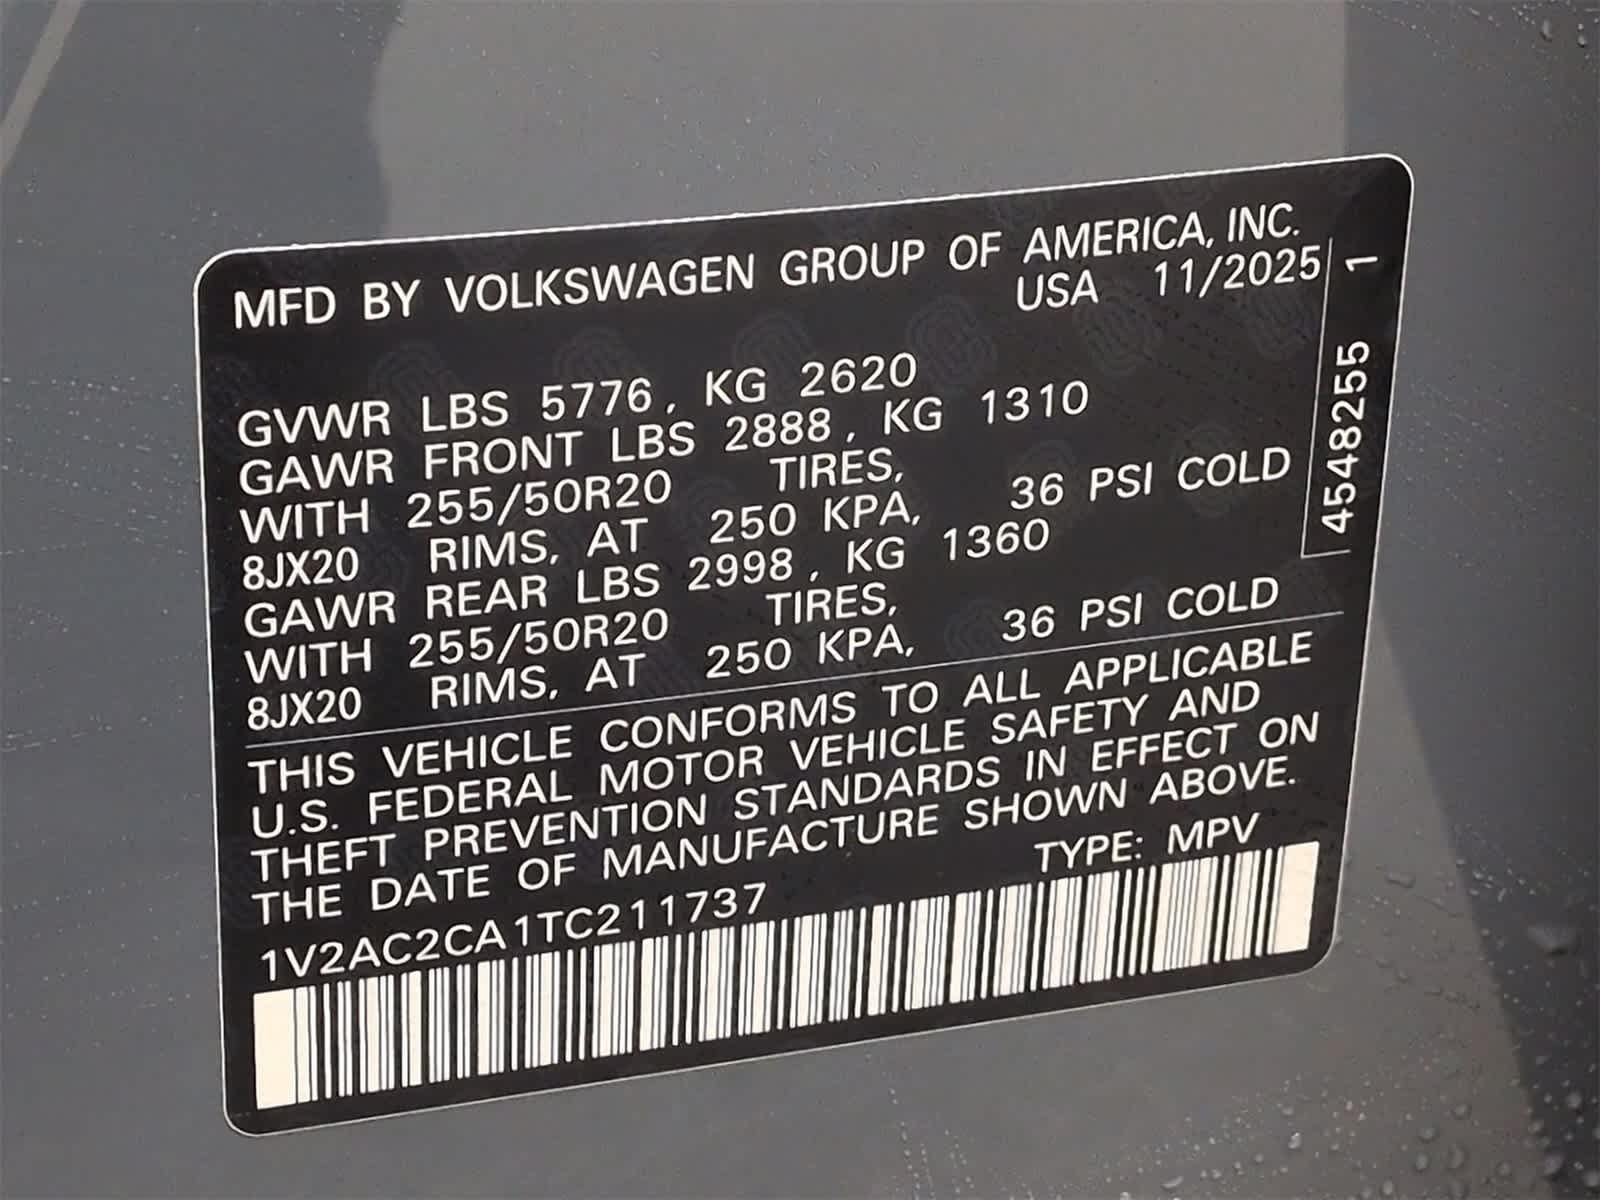 MFD BY VOLKSWAGEN GROUP OF AMERICA, INC.
USA 11/2025
GVWR LBS 5776, KG 2620
GAWR FRONT LBS 2888, KG 1310
WITH 255/50R20 TIRES,
8JX20 RIMS, AT 250 KPA, 36 PSI COLD
GAWR REAR LBS 2998, KG 1360
WITH 255/50R20 TIRES,
8JX20 RIMS, AT 250 KPA, 36 PSI COLD
THIS VEHICLE CONFORMS TO ALL APPLICABLE
U.S. FEDERAL MOTOR VEHICLE SAFETY AND
THEFT PREVENTION STANDARDS IN EFFECT ON
THE DATE OF MANUFACTURE SHOWN ABOVE.
TYPE: MPV
1V2AC2CA1TC211737
4548255 1